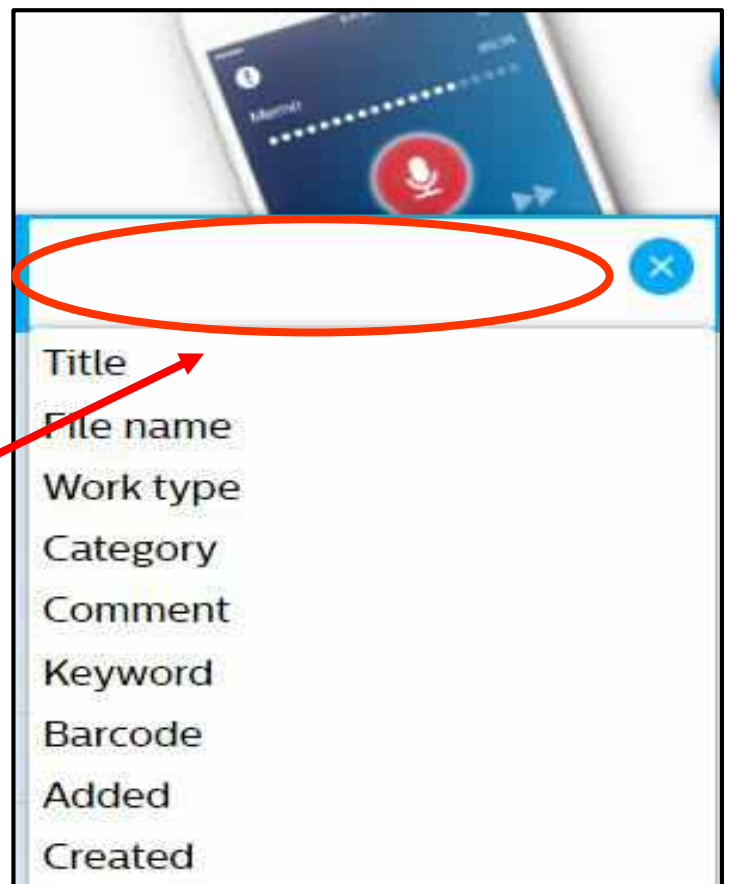 Memo
Title
File name
Work type
Category
Comment
Keyword
Barcode
Added
Created